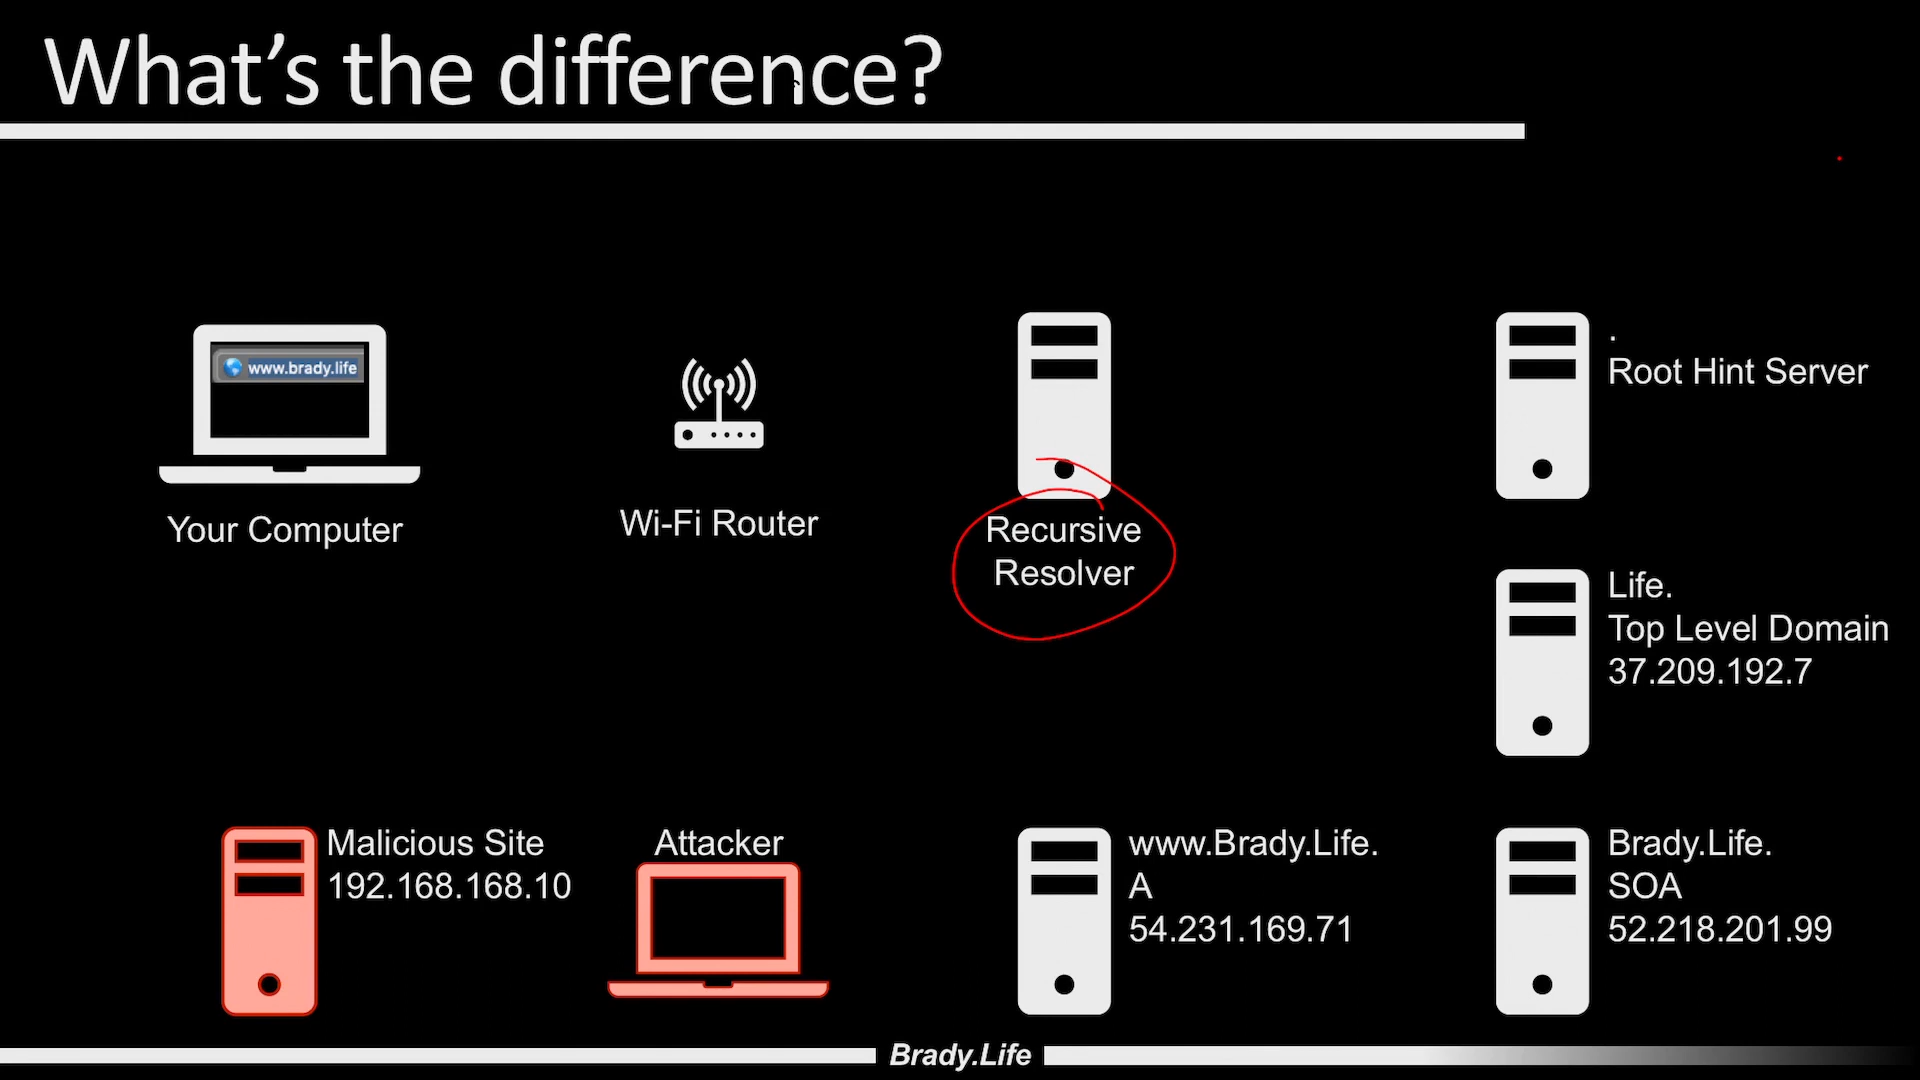 What's the difference?
www.brady.life
Your Computer
Wi-Fi Router
Recursive
Resolver
.
Root Hint Server
Life.
Top Level Domain
37.209.192.7
Malicious Site
192.168.168.10
Attacker
www.Brady.Life.
A
54.231.169.71
Brady.Life.
SOA
52.218.201.99
Brady.Life